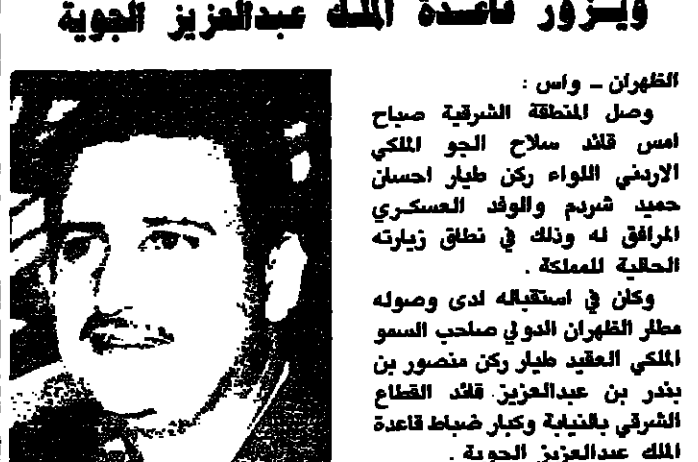 ويـزور قاعـدة الملك عبدالعزيز الجوية
الظهران ـ واس :
وصل المنطقة الشرقية صباح
امس قائد سلاح الجو الملكي
الاردني اللواء ركن طيار احسان
حميد شردم والوفد العسكري
المرافق له وذلك في نطاق زيارته
الحالية للمملكة .
وكان في استقباله لدى وصوله
مطار الظهران الدولي صاحب السمو
الملكي العقيد طيار ركن منصور بن
بندر بن عبدالعزيز قائد القطاع
الشرقي بالنيابة وكبار ضباط قاعدة
الملك عبدالعزيز الجوية .